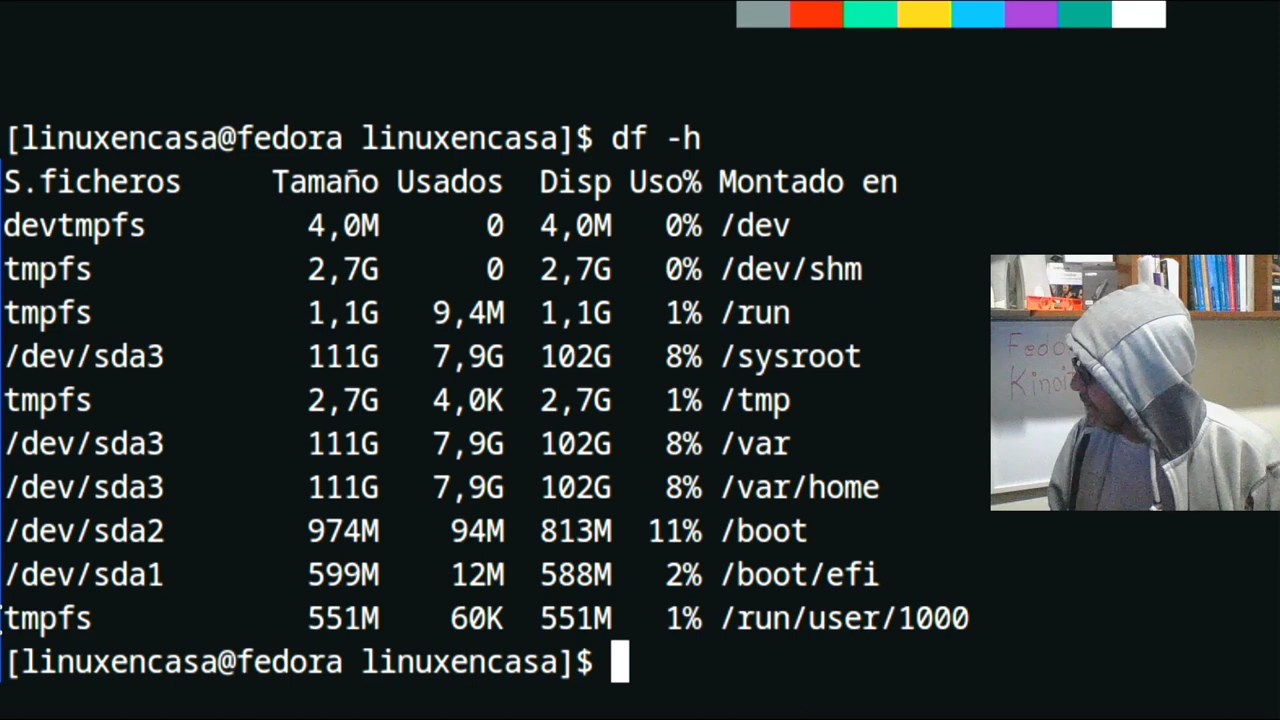 [linuxencasa@fedora linuxencasa]$ df -h
S.ficheros Tamaño Usados Disp Uso% Montado en
devtmpfs 4,0M 0 4,0M 0% /dev
tmpfs 2,7G 0 2,7G 0% /dev/shm
tmpfs 1,1G 9,4M 1,1G 1% /run
/dev/sda3 111G 7,9G 102G 8% /sysroot
tmpfs 2,7G 4,0K 2,7G 1% /tmp
/dev/sda3 111G 7,9G 102G 8% /var
/dev/sda3 111G 7,9G 102G 8% /var/home
/dev/sda2 974M 94M 813M 11% /boot
/dev/sda1 599M 12M 588M 2% /boot/efi
tmpfs 551M 60K 551M 1% /run/user/1000
[linuxencasa@fedora linuxencasa]$
Fedo
Kinoi